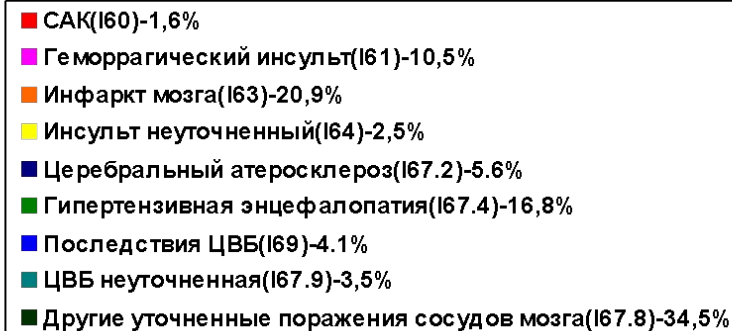 САК(I60)-1,6%
Геморрагический инсульт(I61)-10,5%
Инфаркт мозга(I63)-20,9%
Инсульт неуточненный(I64)-2,5%
Церебральный атеросклероз(I67.2)-5.6%
Гипертензивная энцефалопатия(I67.4)-16,8%
Последствия ЦВБ(I69)-4.1%
ЦВБ неуточненная(I67.9)-3,5%
Другие уточненные поражения сосудов мозга(I67.8)-34,5%